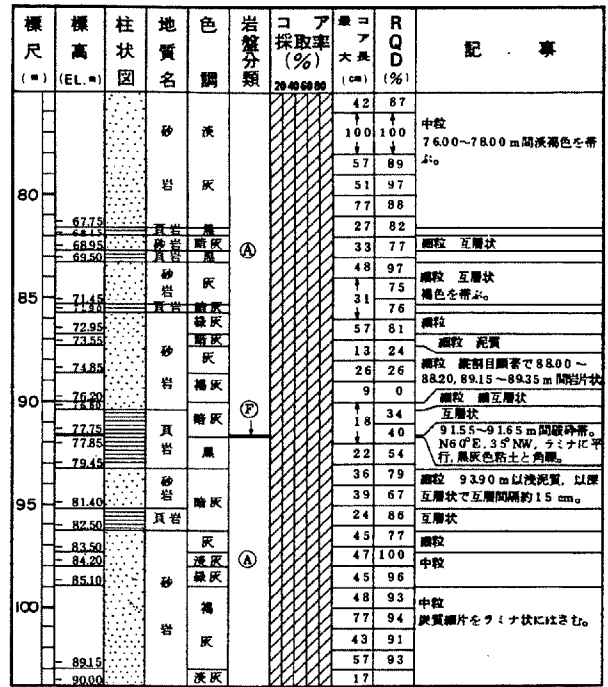 標尺(m) 標高(EL.m) 柱状図 地質名 色調 岩盤分類 コア採取率(%) 20 40 60 80 最大コア長(cm) RQD(%) 記事
42 87
100 100
57 89
51 97
77 88
27 82
33 77
48 97
75
31
76
57 81
13 24
26 26
9 0
34
18
40
22 54
36 79
39 67
24 86
45 77
47 100
45 96
48 93
77 94
43 91
57 93
17
80
85
90
95
100
67.75
68.15
68.95
69.50
71.45
71.90
72.95
73.55
74.85
76.20
76.80
77.75
77.85
79.45
81.40
82.50
83.50
84.20
85.10
89.15
90.00
砂岩
頁岩
砂岩
頁岩
砂岩
頁岩
砂岩
頁岩
砂岩
頁岩
砂岩
淡灰
黒
暗灰
黒
灰
暗灰
緑灰
暗灰
灰
褐灰
暗灰
黒
暗灰
灰
淡灰
緑灰
褐灰
淡灰
Ⓐ
Ⓕ
Ⓐ
中粒
76.00~78.00m間淡褐色を帯
ぶ。
細粒 互層状
細粒 互層状
褐色を帯ぶ。
細粒
細粒 泥質
細粒 縦割目顕著で88.00~
88.20,89.15~89.35m間岩片状
細粒 細互層状
互層状
91.55~91.65m間破砕帯。
N60°E,35°NW,ラミナに平
行,黒灰色粘土と角礫。
細粒 93.90m以浅泥質,以深
互層状で互層間隔約15cm。
互層状
細粒
中粒
中粒
炭質細片をラミナ状にはさむ。